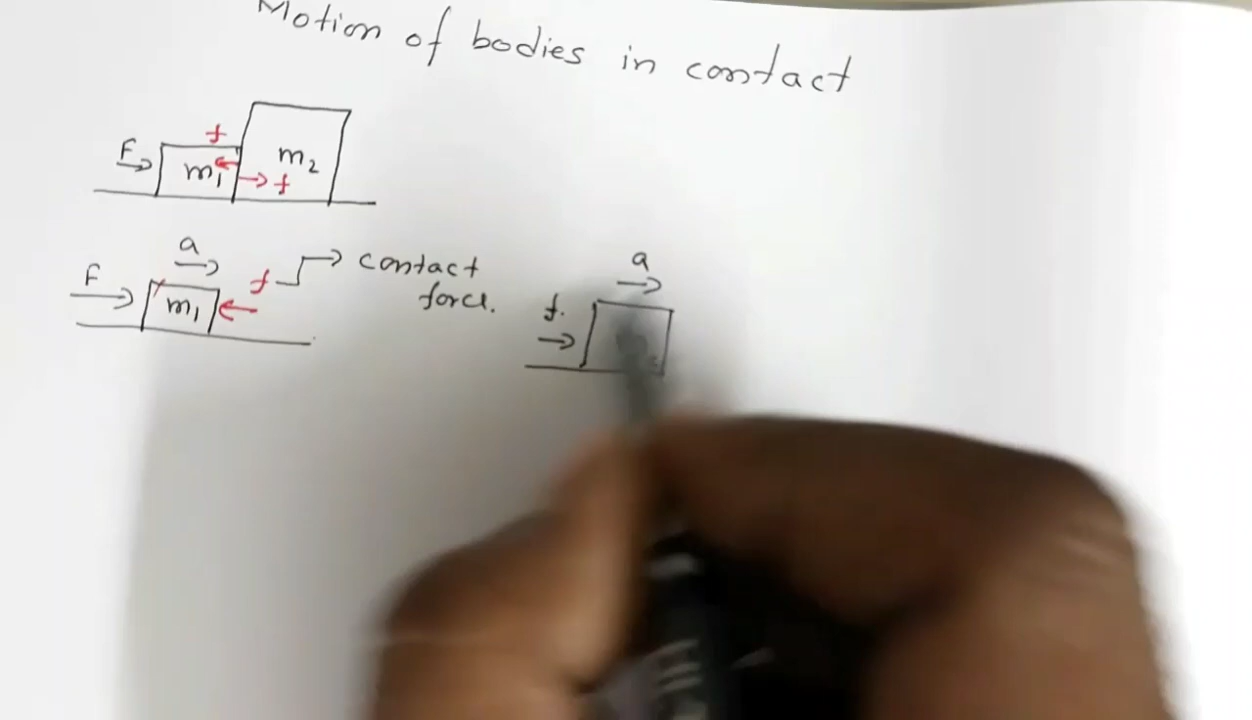 Motion of bodies in contact
f
F
m₁
m₂
f
a
F
m₁
f
contact
force.
a
f.